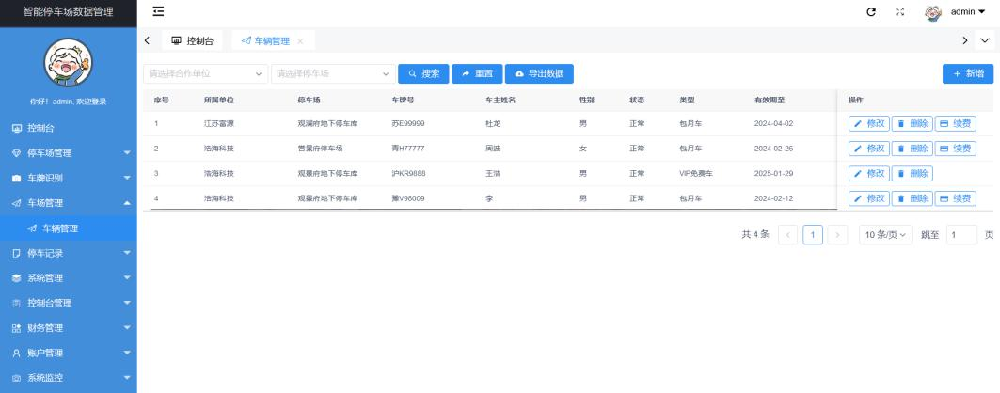 智能停车场数据管理
admin
你好！admin, 欢迎登录
控制台
停车场管理
车牌识别
车场管理
车辆管理
停车记录
系统管理
控制台管理
财务管理
账户管理
系统监控
控制台 车辆管理
请选择合作单位 请选择停车场 搜索 重置 导出数据 新增
序号 所属单位 停车场 车牌号 车主姓名 性别 状态 类型 有效期至 操作
1 江苏富源 观澜府地下停车库 苏E99999 杜龙 男 正常 包月车 2024-04-02 修改 删除 续费
2 浩海科技 营景府停车场 青H77777 周波 女 正常 包月车 2024-02-26 修改 删除 续费
3 浩海科技 观景府地下停车库 沪KR9888 王浩 男 正常 VIP免费车 2025-01-29 修改 删除
4 浩海科技 观景府地下停车库 豫V98009 李 男 正常 包月车 2024-02-12 修改 删除 续费
共 4 条 1 10 条/页 跳至 1 页